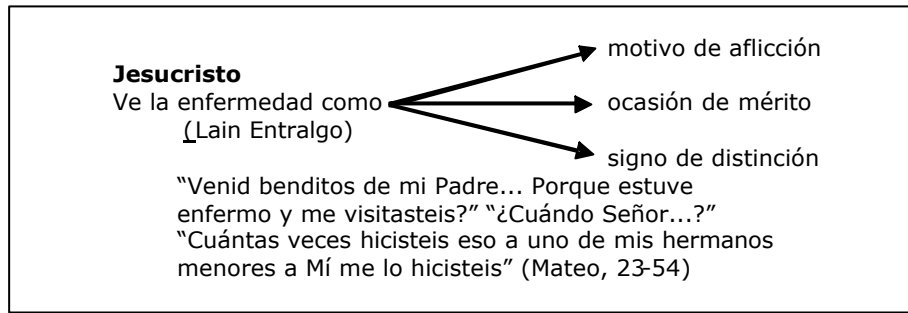 motivo de aflicción
Jesucristo
Ve la enfermedad como
ocasión de mérito
(Lain Entralgo)
signo de distinción
“Venid benditos de mi Padre... Porque estuve
enfermo y me visitasteis?” “¿Cuándo Señor...?”
“Cuántas veces hicisteis eso a uno de mis hermanos
menores a Mí me lo hicisteis” (Mateo, 23-54)